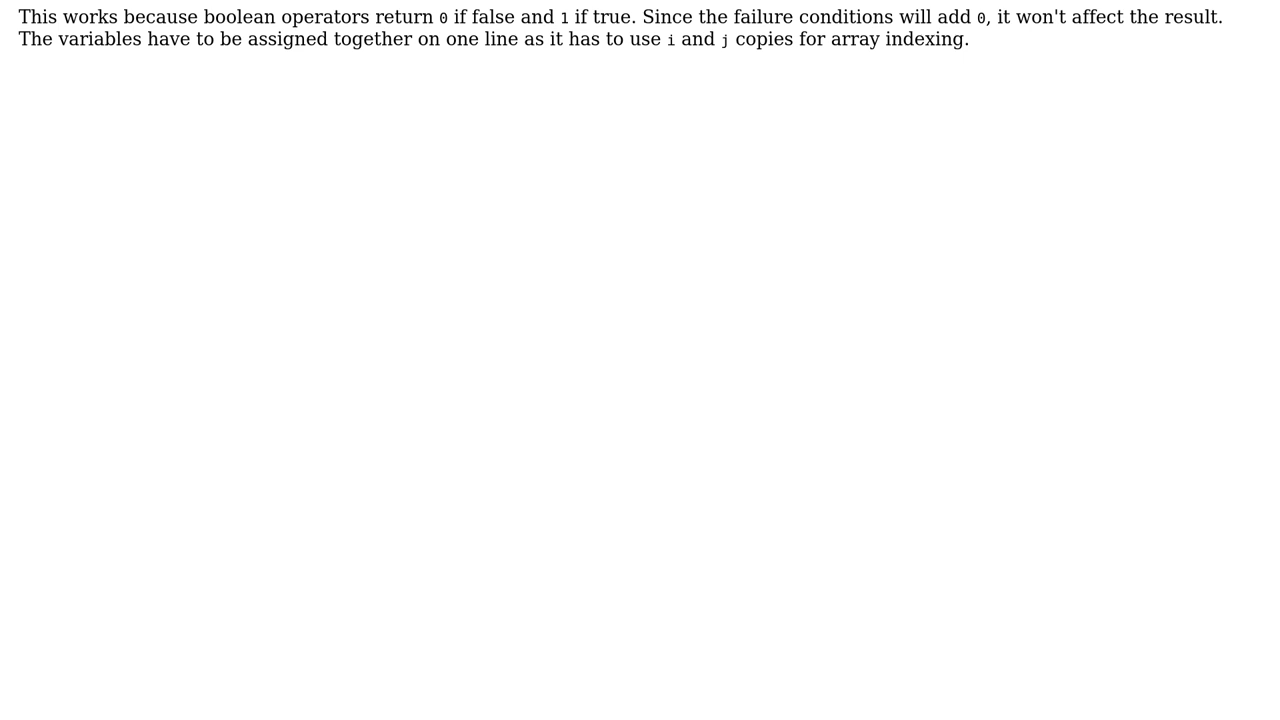 This works because boolean operators return 0 if false and 1 if true. Since the failure conditions will add 0, it won't affect the result.
The variables have to be assigned together on one line as it has to use i and j copies for array indexing.